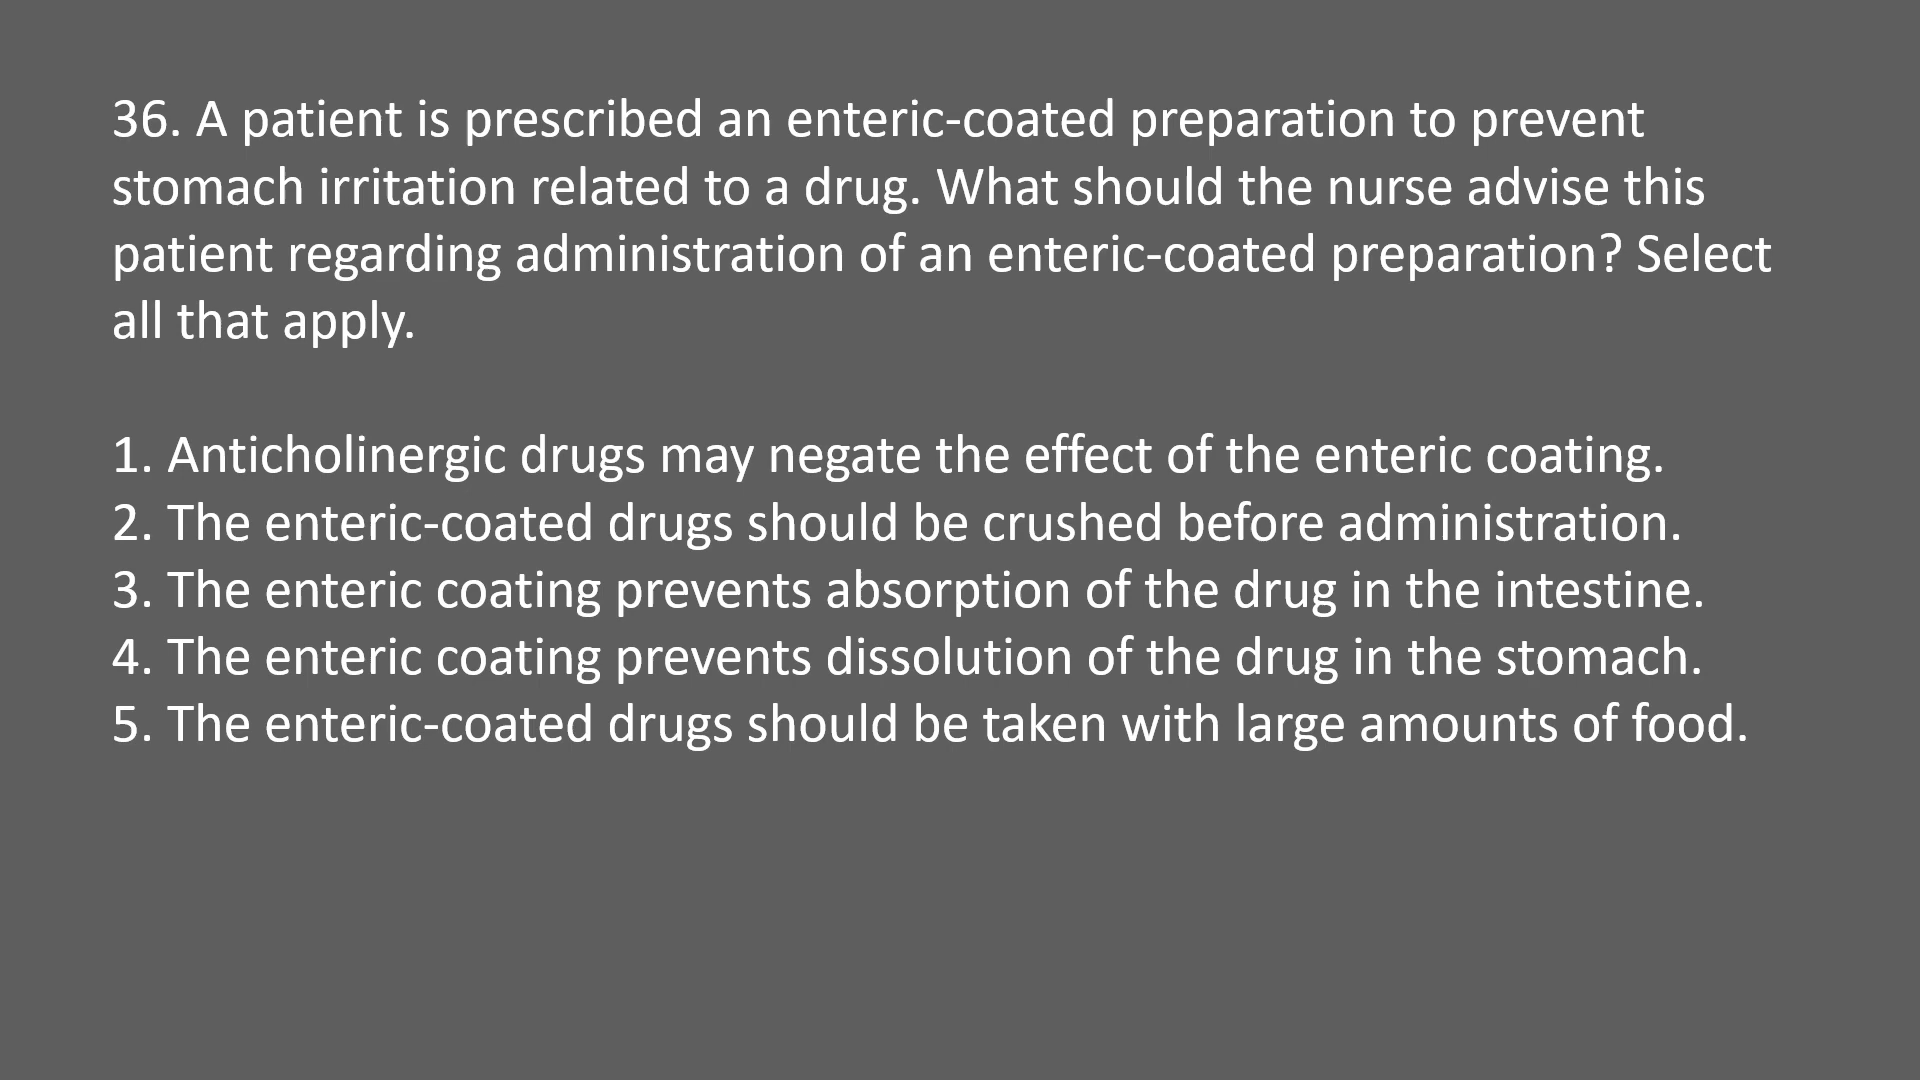 36. A patient is prescribed an enteric-coated preparation to prevent
stomach irritation related to a drug. What should the nurse advise this
patient regarding administration of an enteric-coated preparation? Select
all that apply.
1. Anticholinergic drugs may negate the effect of the enteric coating.
2. The enteric-coated drugs should be crushed before administration.
3. The enteric coating prevents absorption of the drug in the intestine.
4. The enteric coating prevents dissolution of the drug in the stomach.
5. The enteric-coated drugs should be taken with large amounts of food.